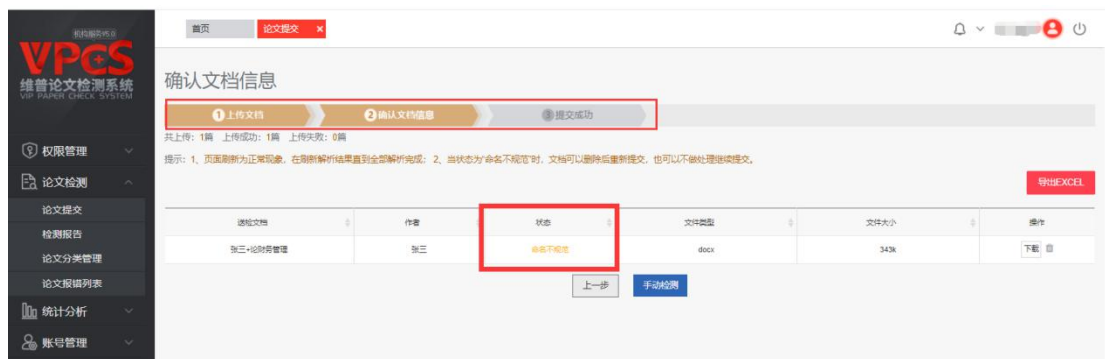 机构服务V5.0
VPCS
维普论文检测系统
VIP PAPER CHECK SYSTEM
权限管理
论文检测
论文提交
检测报告
论文分类管理
论文报错列表
统计分析
账号管理
首页
论文提交 ×
确认文档信息
1 上传文档
2 确认文档信息
3 提交成功
共上传: 1篇 上传成功: 1篇 上传失败: 0篇
提示: 1、页面刷新为正常现象, 在刷新解析结果直到全部解析完成; 2、当状态为“命名不规范”时, 文档可以删除后重新提交, 也可以不做处理继续提交。
导出EXCEL
送检文档 作者 状态 文件类型 文件大小 操作
张三+论财务管理 张三 命名不规范 docx 343k 下载
上一步 手动检测